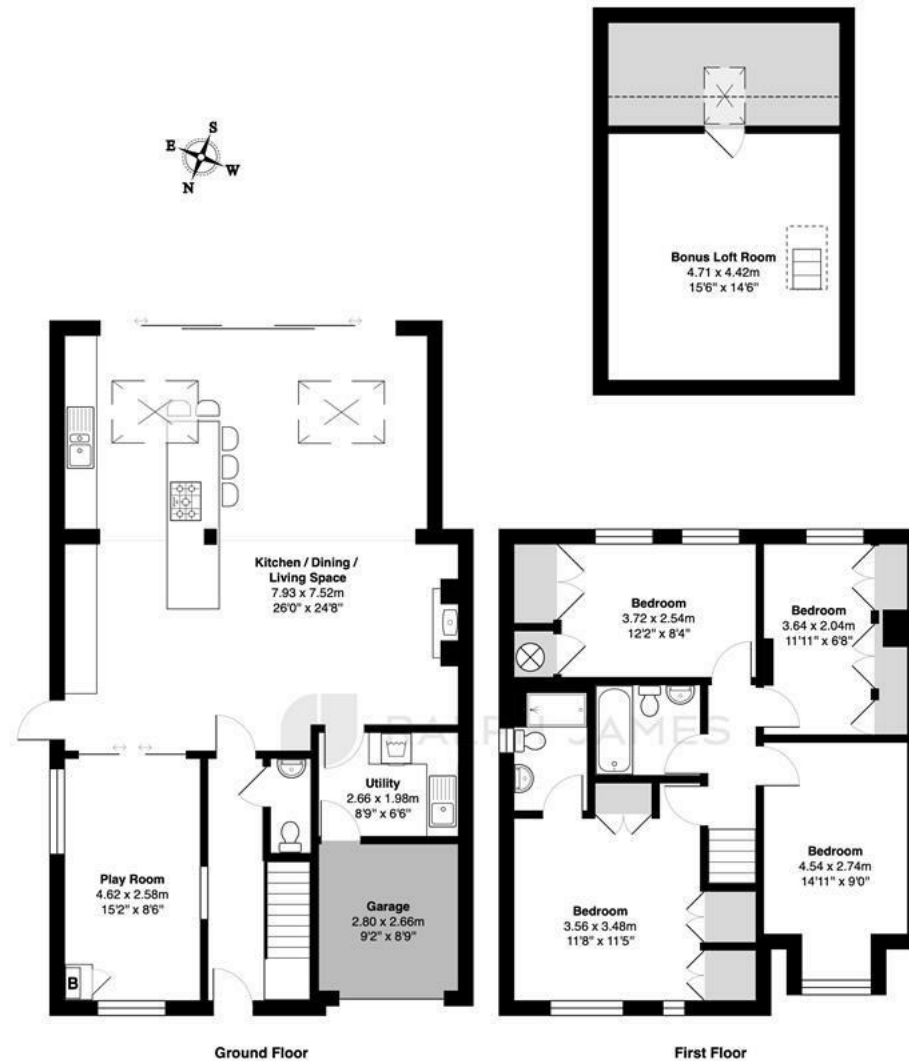 S
E
W
N
Bonus Loft Room
4.71 x 4.42m
15'6" x 14'6"
Kitchen / Dining /
Living Space
7.93 x 7.52m
26'0" x 24'8"
Bedroom
3.72 x 2.54m
12'2" x 8'4"
Bedroom
3.64 x 2.04m
11'11" x 6'8"
RALPH JAMES
Utility
2.66 x 1.98m
8'9" x 6'6"
Play Room
4.62 x 2.58m
15'2" x 8'6"
Garage
2.80 x 2.66m
9'2" x 8'9"
Bedroom
4.54 x 2.74m
14'11" x 9'0"
Bedroom
3.56 x 3.48m
11'8" x 11'5"
B
Ground Floor
First Floor